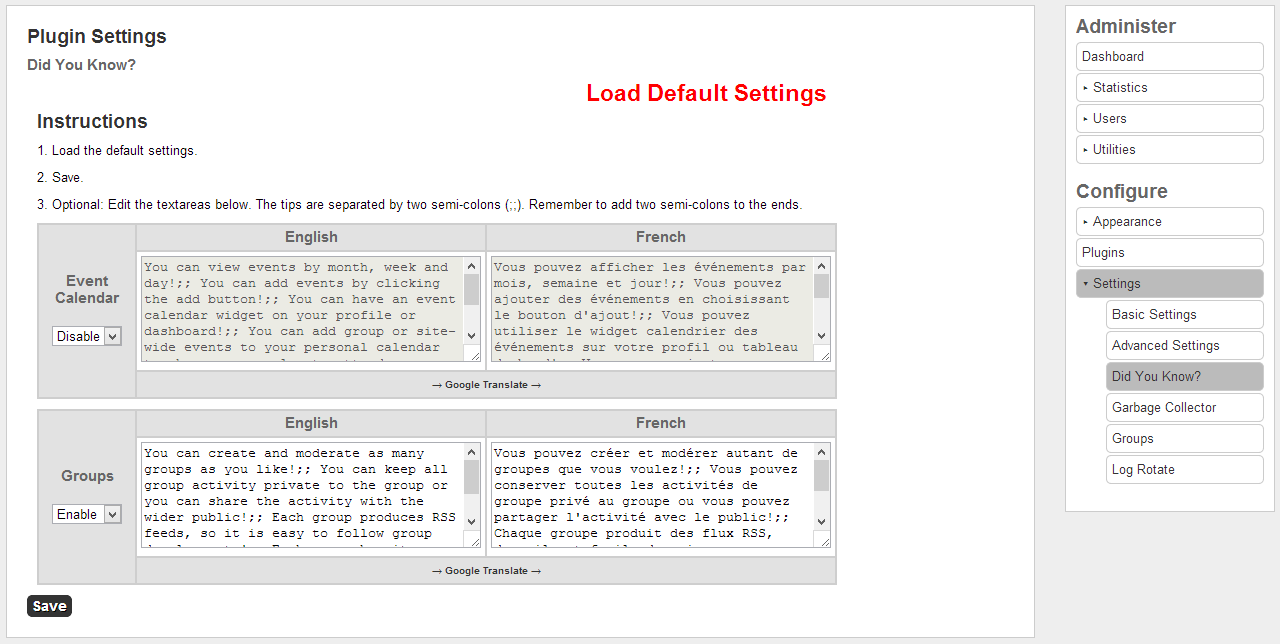 Plugin Settings
Did You Know?
Load Default Settings
Instructions
1. Load the default settings.
2. Save.
3. Optional: Edit the textareas below. The tips are separated by two semi-colons (;;). Remember to add two semi-colons to the ends.
Event
Calendar
Disable
English
You can view events by month, week and
day!;; You can add events by clicking
the add button!;; You can have an event
calendar widget on your profile or
dashboard!;; You can add group or site-
wide events to your personal calendar
French
Vous pouvez afficher les événements par
mois, semaine et jour!;; Vous pouvez
ajouter des événements en choisissant
le bouton d'ajout!;; Vous pouvez
utiliser le widget calendrier des
événements sur votre profil ou tableau
→ Google Translate →
Groups
Enable
English
You can create and moderate as many
groups as you like!;; You can keep all
group activity private to the group or
you can share the activity with the
wider public!;; Each group produces RSS
feeds, so it is easy to follow group
French
Vous pouvez créer et modérer autant de
groupes que vous voulez!;; Vous pouvez
conserver toutes les activités de
groupe privé au groupe ou vous pouvez
partager l'activité avec le public!;;
Chaque groupe produit des flux RSS,
→ Google Translate →
Save
Administer
Dashboard
Statistics
Users
Utilities
Configure
Appearance
Plugins
Settings
Basic Settings
Advanced Settings
Did You Know?
Garbage Collector
Groups
Log Rotate